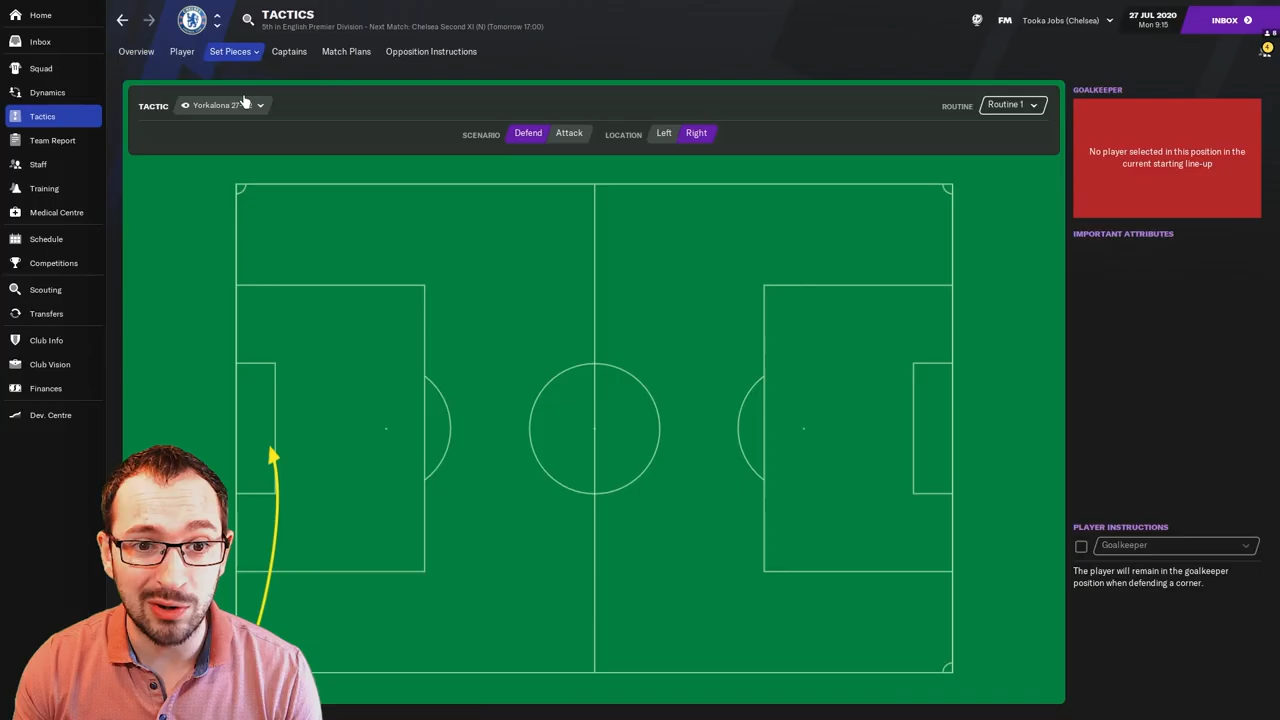 Home
Inbox
Squad
Dynamics
Tactics
Team Report
Staff
Training
Medical Centre
Schedule
Competitions
Scouting
Transfers
Club Info
Club Vision
Finances
Dev. Centre
TACTICS
5th in English Premier Division - Next Match: Chelsea Second XI (N) (Tomorrow 17:00)
FM
Tooka Jobs (Chelsea)
27 JUL 2020
Mon 9:15
INBOX
8
Overview
Player
Set Pieces
Captains
Match Plans
Opposition Instructions
TACTIC
Yorkalona
ROUTINE
Routine 1
SCENARIO
Defend
Attack
LOCATION
Left
Right
GOALKEEPER
No player selected in this position in the
current starting line-up
IMPORTANT ATTRIBUTES
PLAYER INSTRUCTIONS
Goalkeeper
The player will remain in the goalkeeper
position when defending a corner.